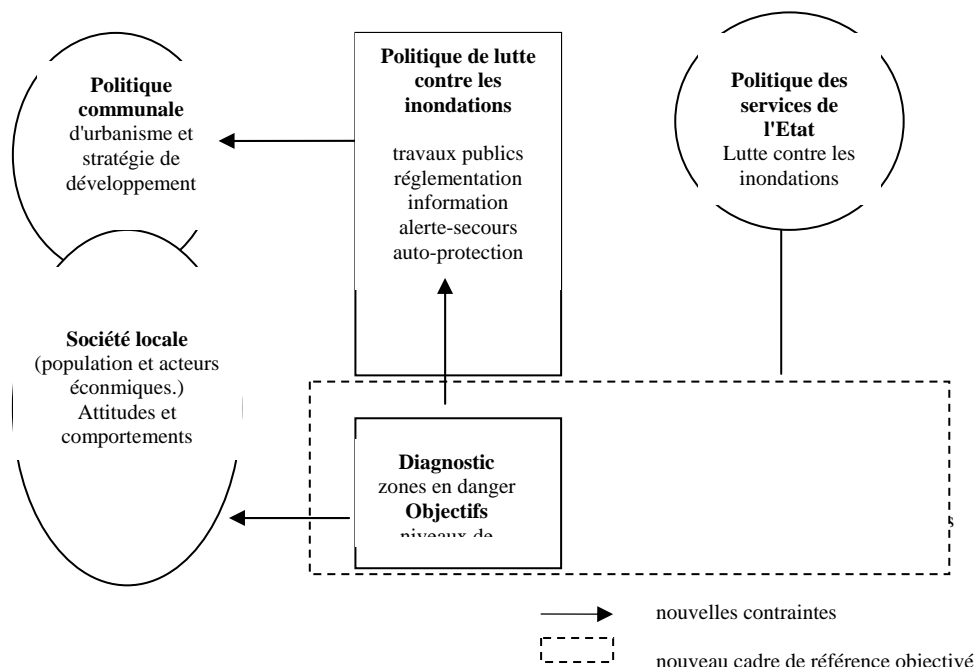 Politique
communale
d'urbanisme et
stratégie de
développement
Politique de lutte
contre les
inondations
travaux publics
réglementation
information
alerte-secours
auto-protection
Politique des
services de
l'Etat
Lutte contre les
inondations
Société locale
(population et acteurs
éconmiques.)
Attitudes et
comportements
Diagnostic
zones en danger
Objectifs
niveaux de
nouvelles contraintes
nouveau cadre de référence objectivé